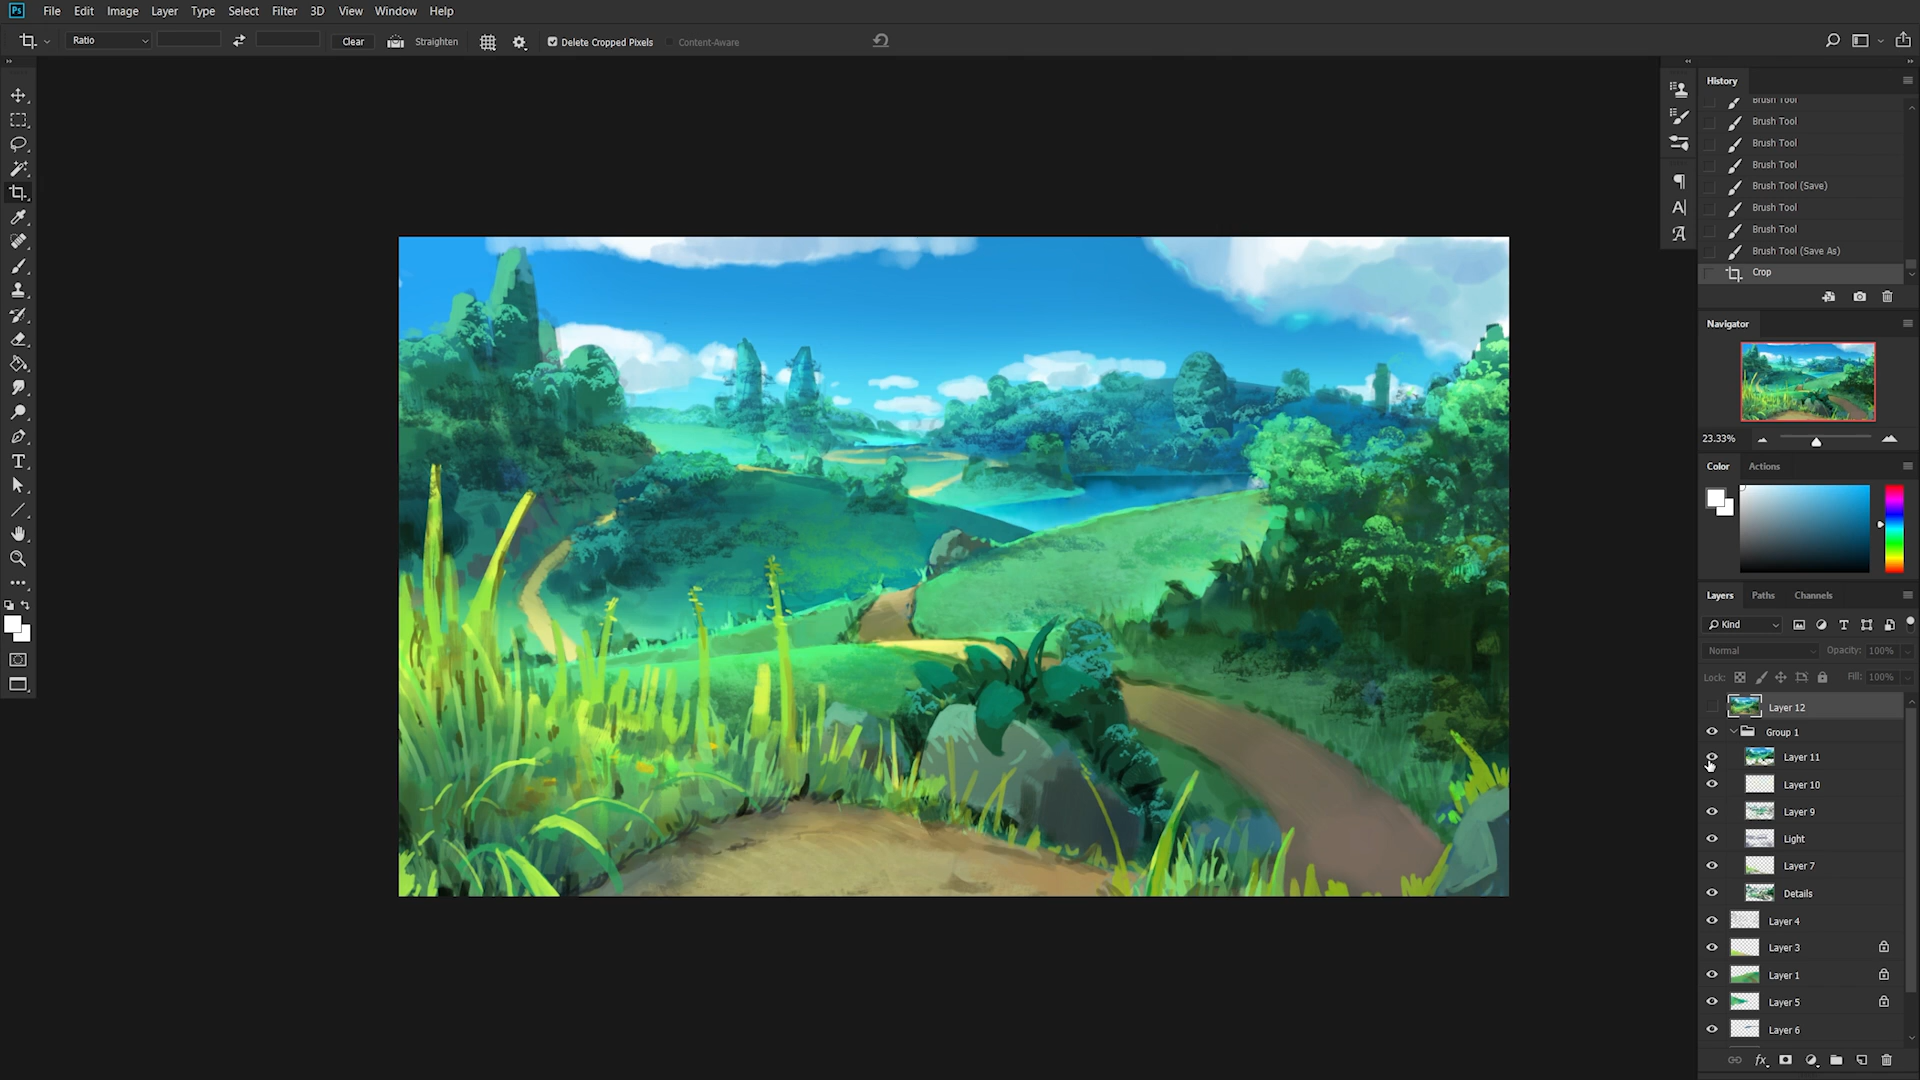 Ps File Edit Image Layer Type Select Filter 3D View Window Help
Ratio Clear Straighten Delete Cropped Pixels Content-Aware
History
Brush Tool
Brush Tool
Brush Tool
Brush Tool
Brush Tool (Save)
Brush Tool
Brush Tool
Brush Tool (Save As)
Crop
Navigator
23.33%
Color Actions
Layers Paths Channels
Kind
Normal Opacity: 100%
Lock: Fill: 100%
Layer 12
Group 1
Layer 11
Layer 10
Layer 9
Light
Layer 7
Details
Layer 4
Layer 3
Layer 1
Layer 5
Layer 6
fx